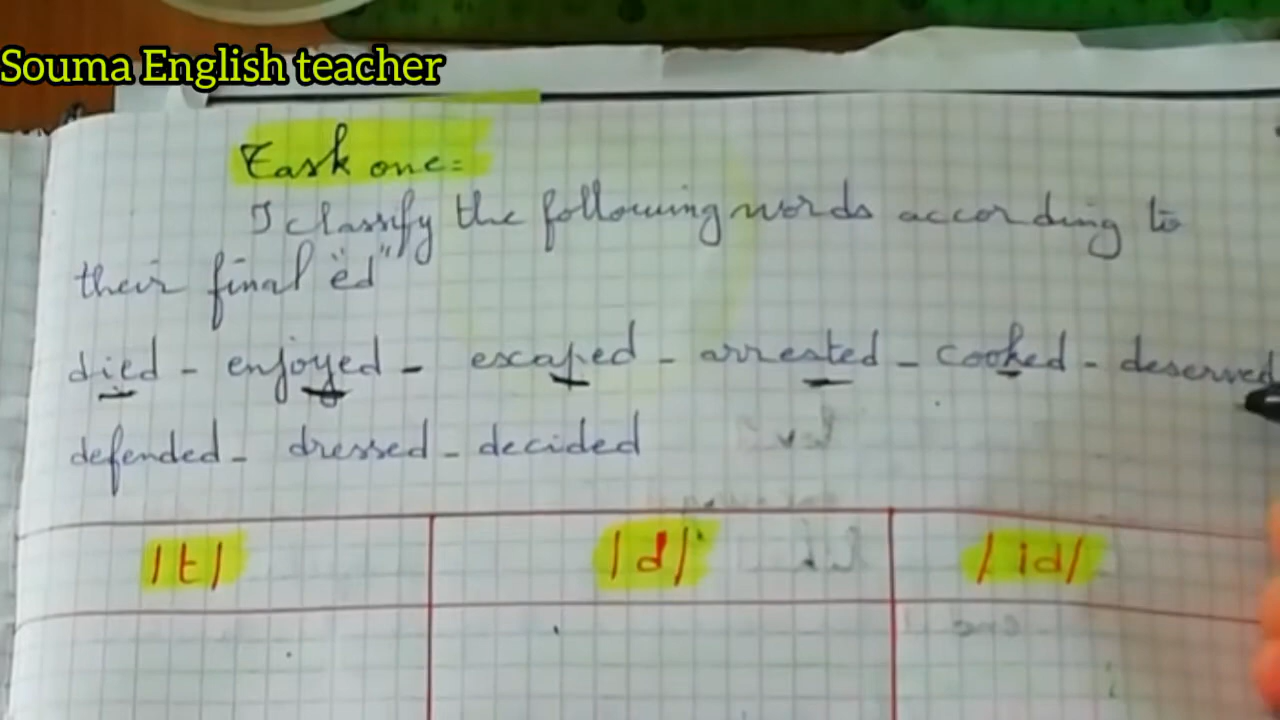 Souma English teacher
Task one:
I classify the following words according to
their final "ed"
died - enjoyed - escaped - arrested - cooked - deserved
defended - dressed - decided
/t/ /d/ /id/